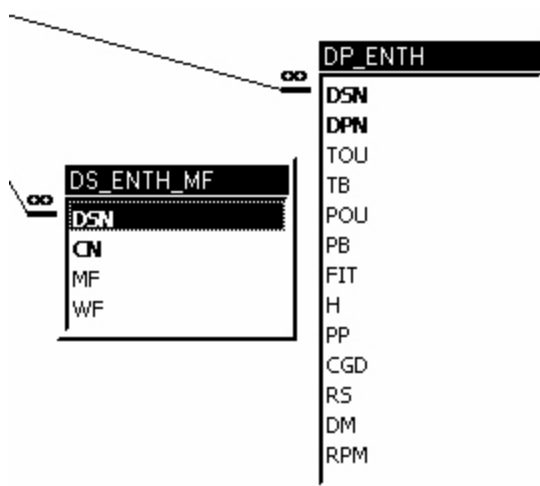 DP_ENTH
DSN
DPN
TOU
TB
POU
PB
FIT
H
PP
CGD
RS
DM
RPM
DS_ENTH_MF
DSN
CN
MF
WF